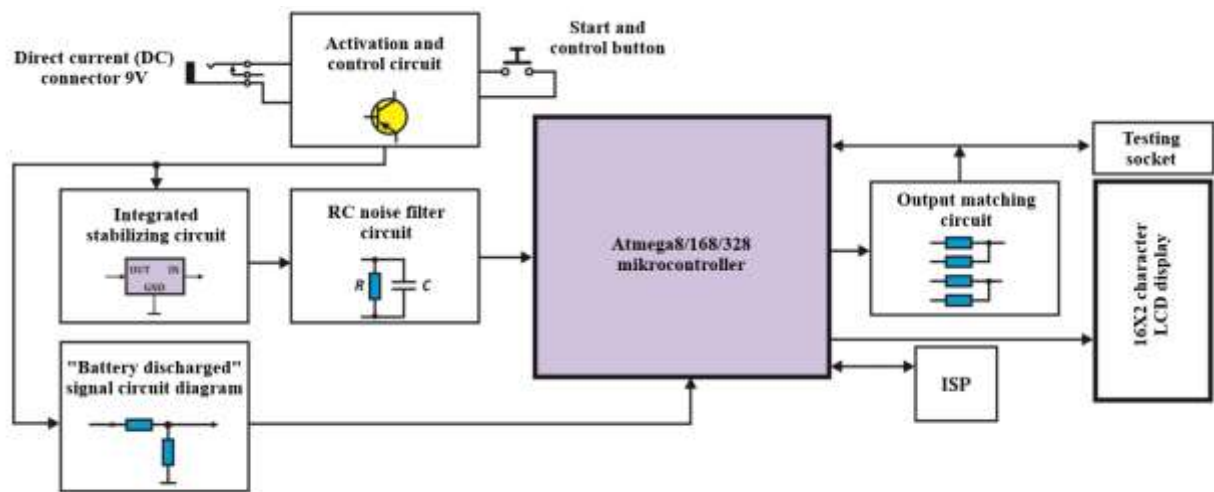 Direct current (DC)
connector 9V
Activation and
control circuit
Start and
control button
Integrated
stabilizing circuit
OUT IN
GND
RC noise filter
circuit
R
C
Atmega8/168/328
mikrocontroller
Output matching
circuit
Testing
socket
16X2 character
LCD display
"Battery discharged"
signal circuit diagram
ISP